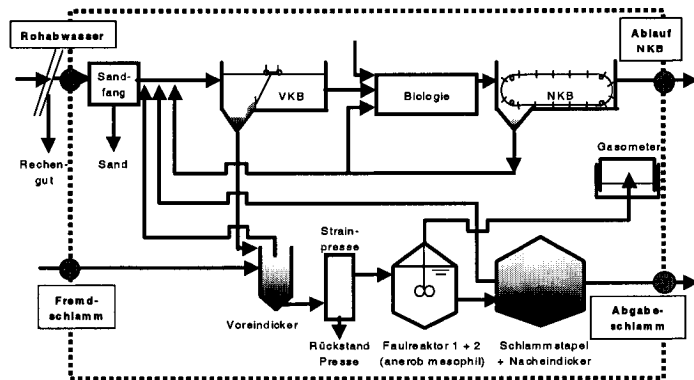 Rohabwasser
Ablauf
NKB
Sand-
fang
VKB
Biologie
NKB
Rechen-
gut
Sand
Gasometer
Strain-
presse
Fremd-
schlamm
Voreindicker
Abgabe-
schlamm
Rückstand
Presse
Faulreaktor 1 + 2
(anerob mesophil)
Schlammstapel
+ Nacheindicker